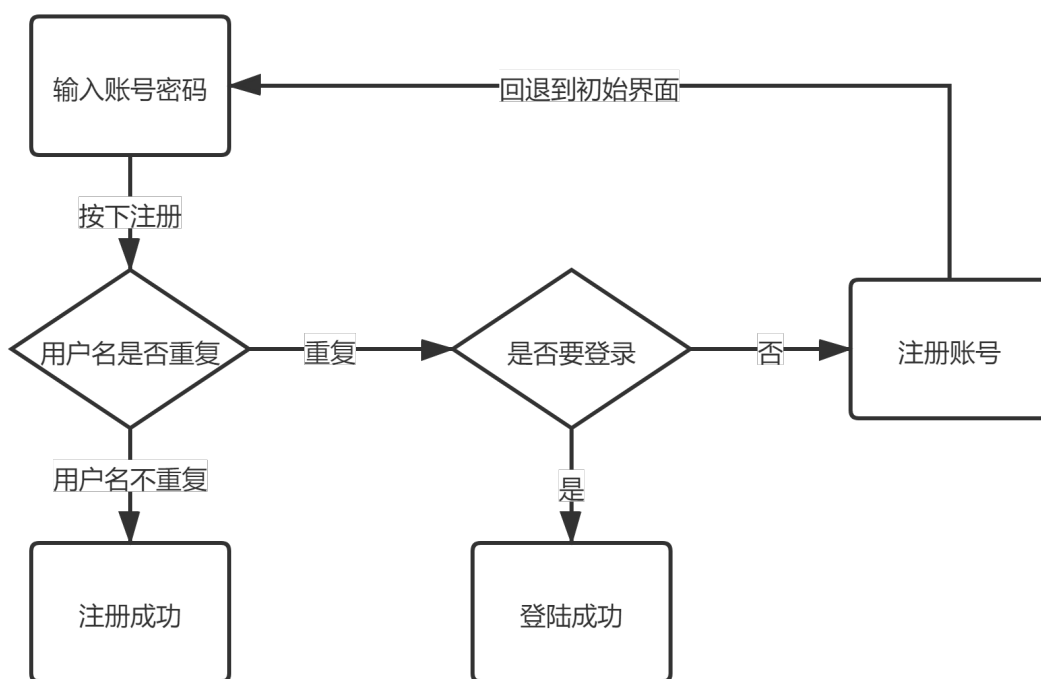 输入账号密码
回退到初始界面
按下注册
用户名是否重复
重复
是否要登录
否
注册账号
用户名不重复
是
注册成功
登陆成功